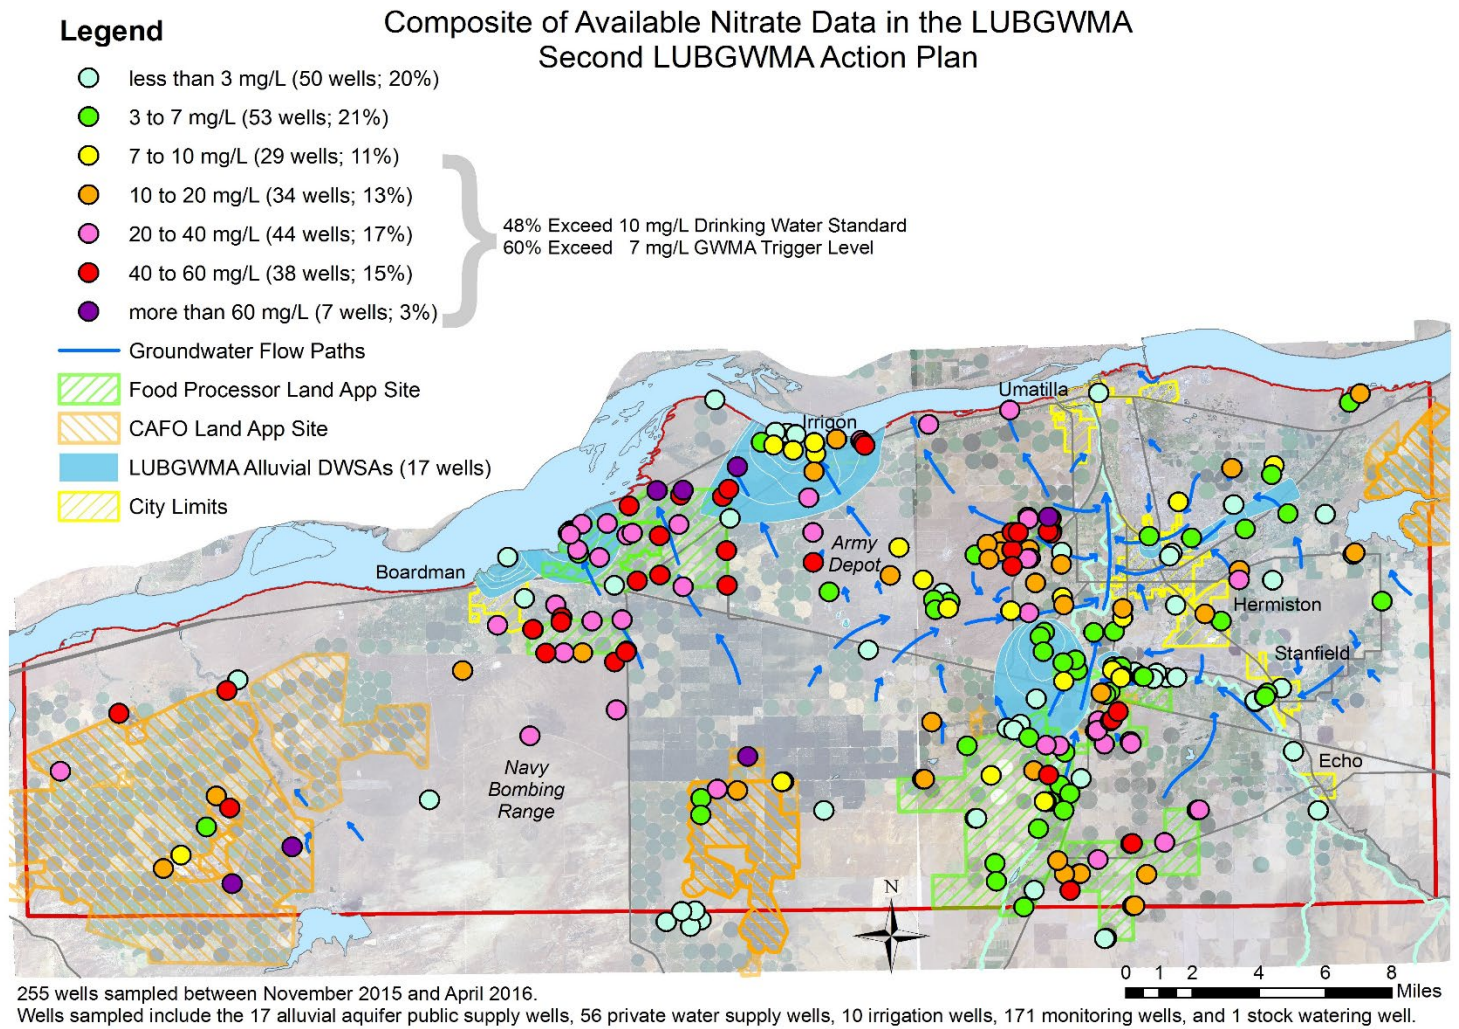 Composite of Available Nitrate Data in the LUBGWMA
Second LUBGWMA Action Plan
Legend
less than 3 mg/L (50 wells; 20%)
3 to 7 mg/L (53 wells; 21%)
7 to 10 mg/L (29 wells; 11%)
10 to 20 mg/L (34 wells; 13%)
20 to 40 mg/L (44 wells; 17%)
40 to 60 mg/L (38 wells; 15%)
more than 60 mg/L (7 wells; 3%)
48% Exceed 10 mg/L Drinking Water Standard
60% Exceed 7 mg/L GWMA Trigger Level
Groundwater Flow Paths
Food Processor Land App Site
CAFO Land App Site
LUBGWMA Alluvial DWSAs (17 wells)
City Limits
Umatilla
Irrigon
Army
Depot
Boardman
Hermiston
Stanfield
Echo
Navy
Bombing
Range
N
0 1 2 4 6 8
Miles
255 wells sampled between November 2015 and April 2016.
Wells sampled include the 17 alluvial aquifer public supply wells, 56 private water supply wells, 10 irrigation wells, 171 monitoring wells, and 1 stock watering well.